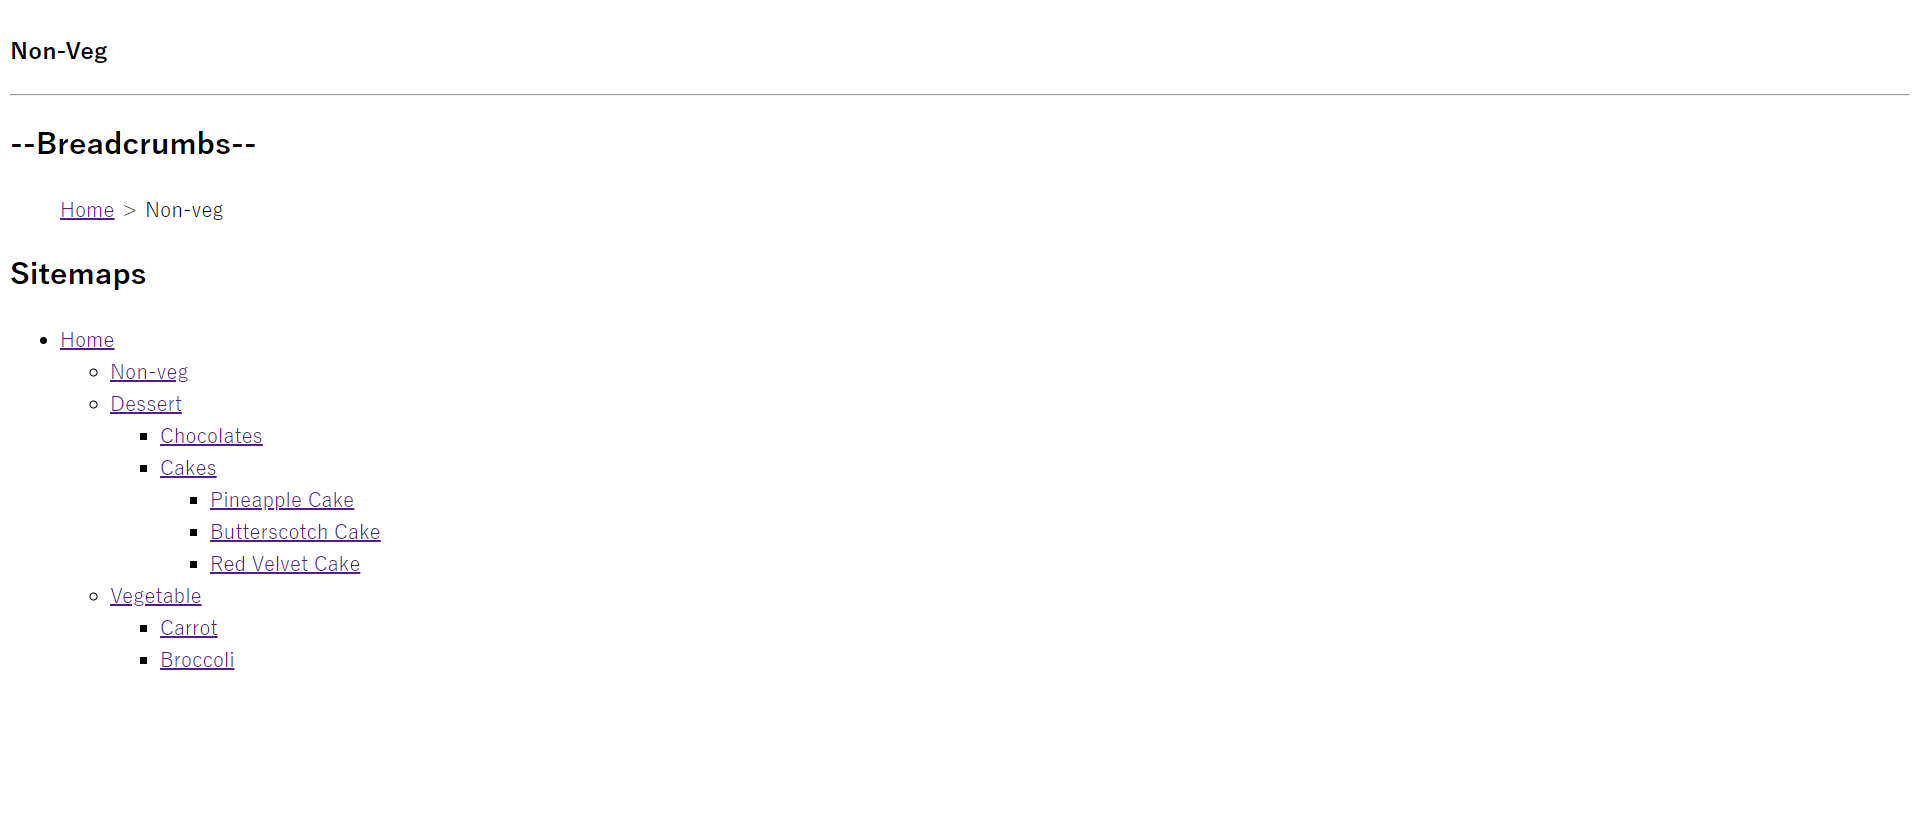 Non-Veg
--Breadcrumbs--
Home > Non-veg
Sitemaps
Home
Non-veg
Dessert
Chocolates
Cakes
Pineapple Cake
Butterscotch Cake
Red Velvet Cake
Vegetable
Carrot
Broccoli